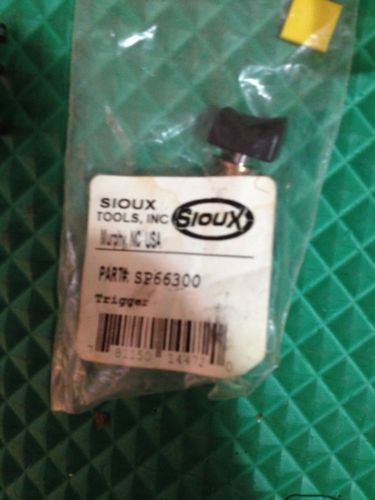 SIOUX
TOOLS, INC
SIOUX
Murphy, NC USA
PART#: SP66300
Trigger